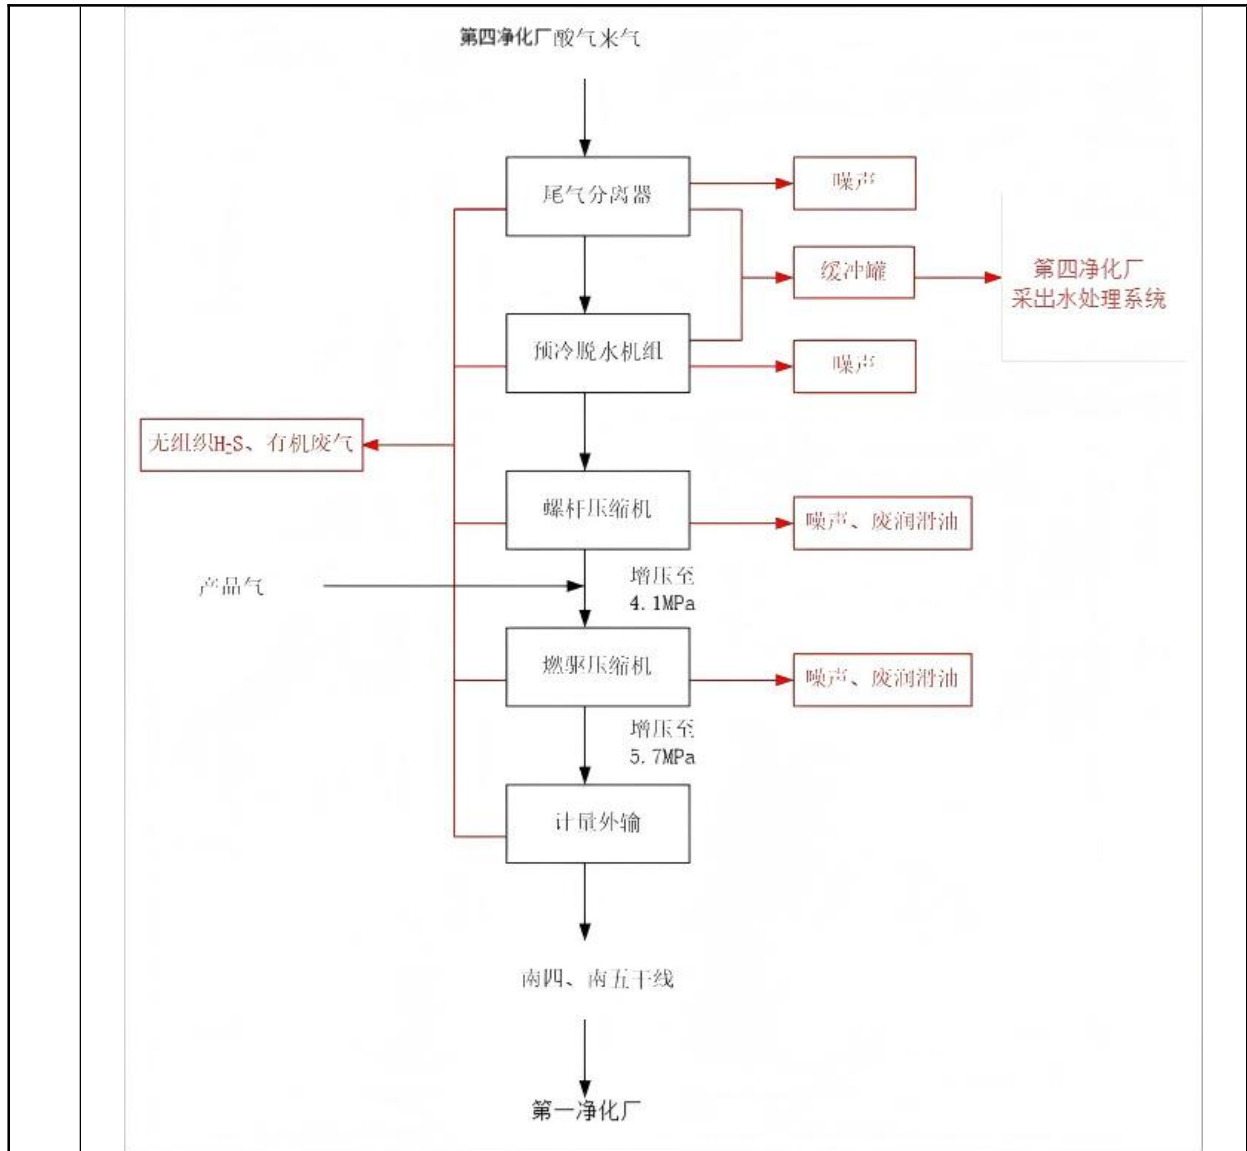 第四净化厂酸气来气
尾气分离器
噪声
缓冲罐
第四净化厂
采出水处理系统
预冷脱水机组
噪声
无组织H₂S、有机废气
螺杆压缩机
噪声、废润滑油
产品气
增压至
4.1MPa
燃驱压缩机
噪声、废润滑油
增压至
5.7MPa
计量外输
南四、南五干线
第一净化厂